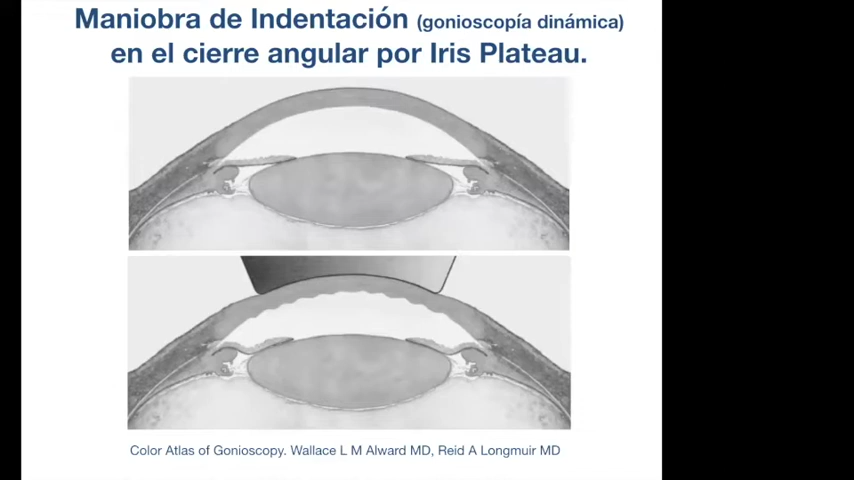 Maniobra de Indentación (gonioscopía dinámica)
en el cierre angular por Iris Plateau.
Color Atlas of Gonioscopy. Wallace L M Alward MD, Reid A Longmuir MD